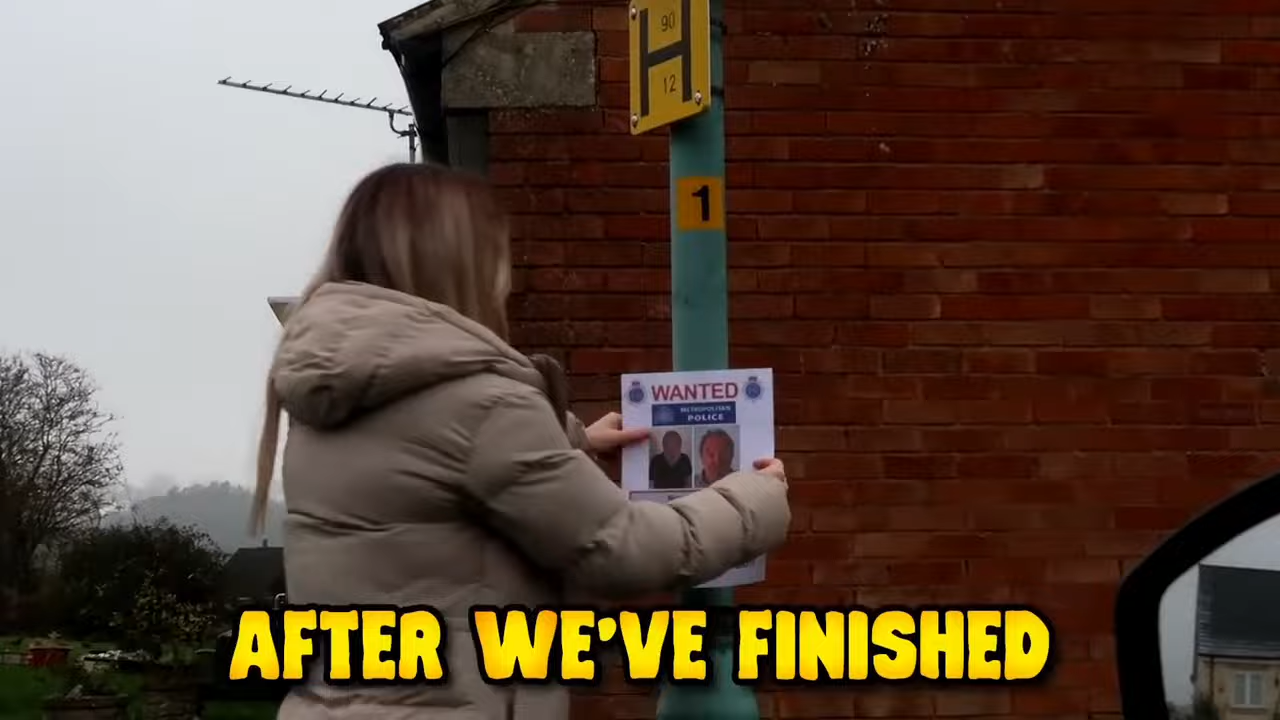 H
90
12
1
WANTED
METROPOLITAN
POLICE
AFTER WE'VE FINISHED